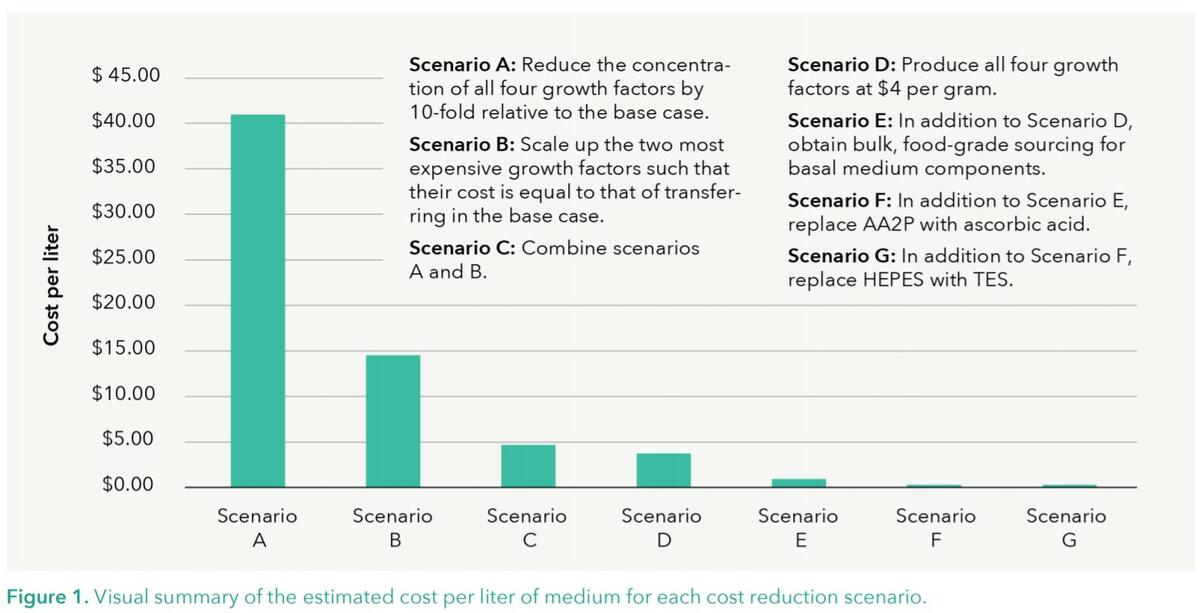 $ 45.00
$40.00
$35.00
$30.00
$25.00
$20.00
$15.00
$10.00
$5.00
$0.00
Cost per liter
Scenario A: Reduce the concentra-
tion of all four growth factors by
10-fold relative to the base case.
Scenario B: Scale up the two most
expensive growth factors such that
their cost is equal to that of transfer-
ring in the base case.
Scenario C: Combine scenarios
A and B.
Scenario D: Produce all four growth
factors at $4 per gram.
Scenario E: In addition to Scenario D,
obtain bulk, food-grade sourcing for
basal medium components.
Scenario F: In addition to Scenario E,
replace AA2P with ascorbic acid.
Scenario G: In addition to Scenario F,
replace HEPES with TES.
Scenario
A
Scenario
B
Scenario
C
Scenario
D
Scenario
E
Scenario
F
Scenario
G
Figure 1. Visual summary of the estimated cost per liter of medium for each cost reduction scenario.